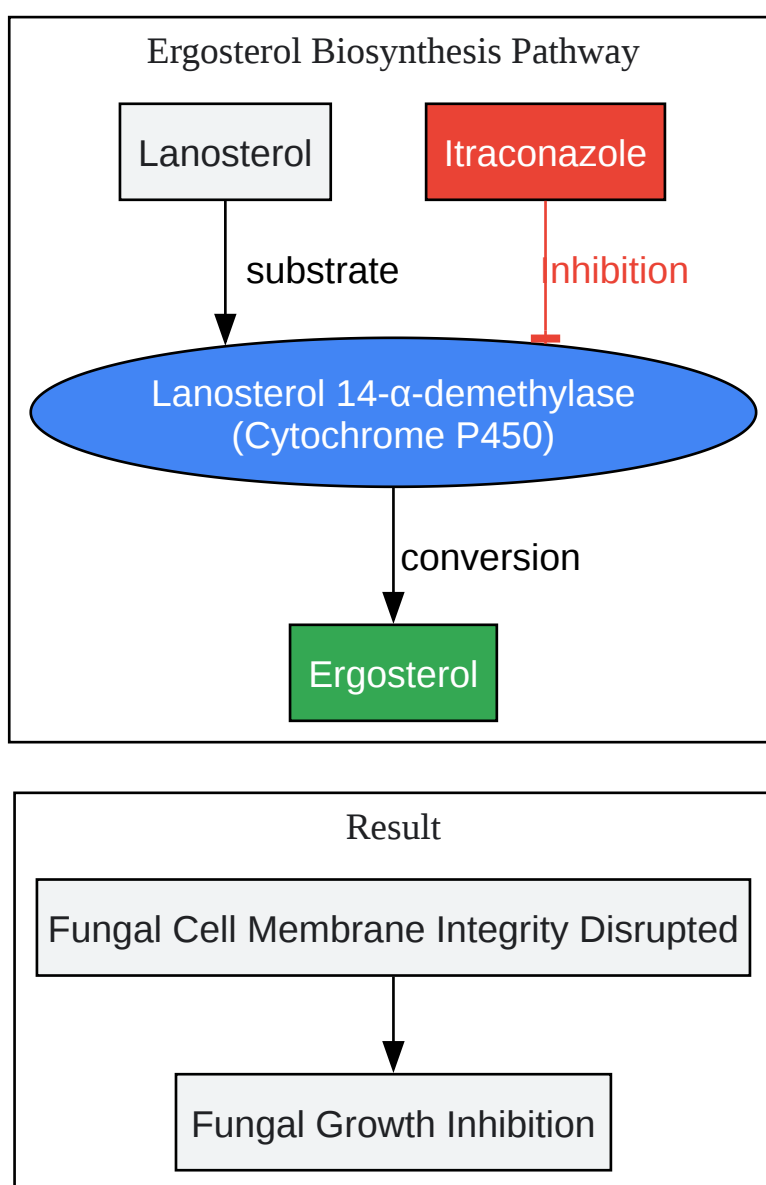 Ergosterol Biosynthesis Pathway
Lanosterol
Itraconazole
substrate
Inhibition
Lanosterol 14-α-demethylase
(Cytochrome P450)
conversion
Ergosterol
Result
Fungal Cell Membrane Integrity Disrupted
Fungal Growth Inhibition